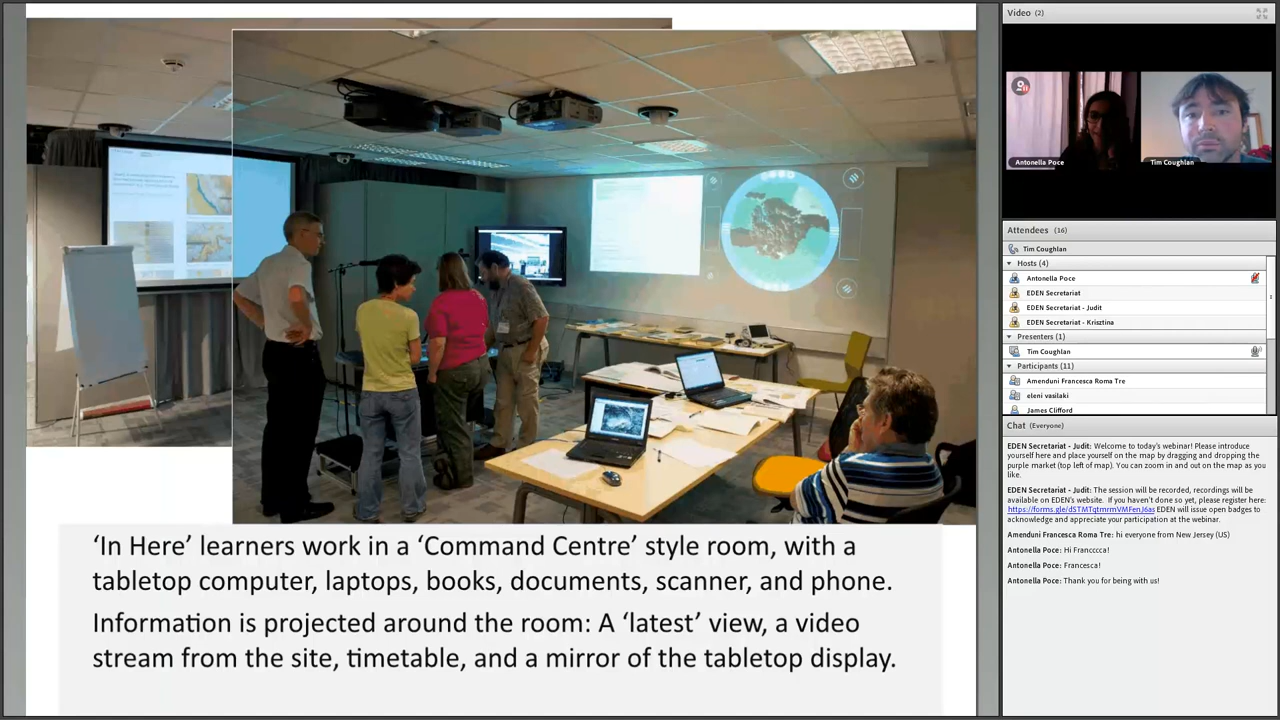 ‘In Here’ learners work in a ‘Command Centre’ style room, with a
tabletop computer, laptops, books, documents, scanner, and phone.
Information is projected around the room: A ‘latest’ view, a video
stream from the site, timetable, and a mirror of the tabletop display.
Video (2)
Antonella Poce
Tim Coughlan
Attendees (16)
Tim Coughlan
Hosts (4)
Antonella Poce
EDEN Secretariat
EDEN Secretariat - Judit
EDEN Secretariat - Krisztina
Presenters (1)
Tim Coughlan
Participants (11)
Amenduni Francesca Roma Tre
eleni vasilaki
James Clifford
Chat (Everyone)
EDEN Secretariat - Judit: Welcome to today's webinar! Please introduce
yourself here and place yourself on the map by dragging and dropping the
purple market (top left of map). You can zoom in and out on the map as you
like.
EDEN Secretariat - Judit: The session will be recorded, recordings will be
available on EDEN's website. If you haven't done so yet, please register here:
https://forms.gle/dSTMTqtmrmVMFenJ6as EDEN will issue open badges to
acknowledge and appreciate your participation at the webinar.
Amenduni Francesca Roma Tre: hi everyone from New Jersey (US)
Antonella Poce: Hi Franccca!
Antonella Poce: Francesca!
Antonella Poce: Thank you for being with us!